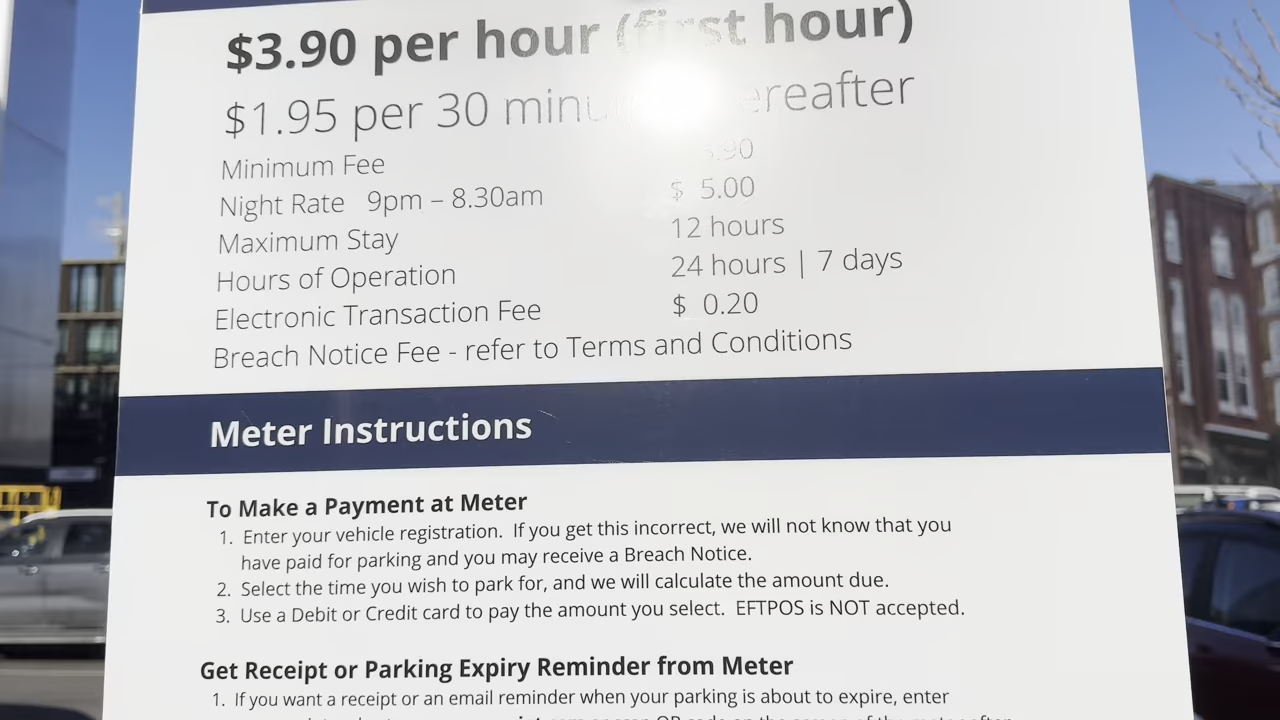 $3.90 per hour (first hour)
$1.95 per 30 thereafter
Minimum Fee
Night Rate 9pm – 8.30am $ 5.00
Maximum Stay 12 hours
Hours of Operation 24 hours | 7 days
Electronic Transaction Fee $ 0.20
Breach Notice Fee - refer to Terms and Conditions
Meter Instructions
To Make a Payment at Meter
1. Enter your vehicle registration. If you get this incorrect, we will not know that you
have paid for parking and you may receive a Breach Notice.
2. Select the time you wish to park for, and we will calculate the amount due.
3. Use a Debit or Credit card to pay the amount you select. EFTPOS is NOT accepted.
Get Receipt or Parking Expiry Reminder from Meter
1. If you want a receipt or an email reminder when your parking is about to expire, enter